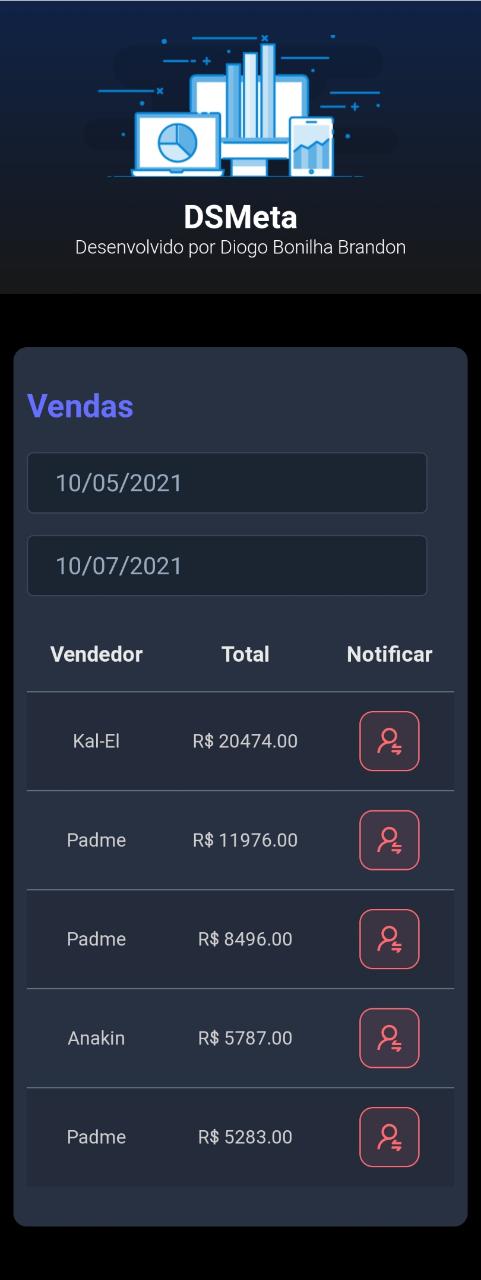 DSMeta
Desenvolvido por Diogo Bonilha Brandon
Vendas
10/05/2021
10/07/2021
Vendedor Total Notificar
Kal-El R$ 20474.00
Padme R$ 11976.00
Padme R$ 8496.00
Anakin R$ 5787.00
Padme R$ 5283.00